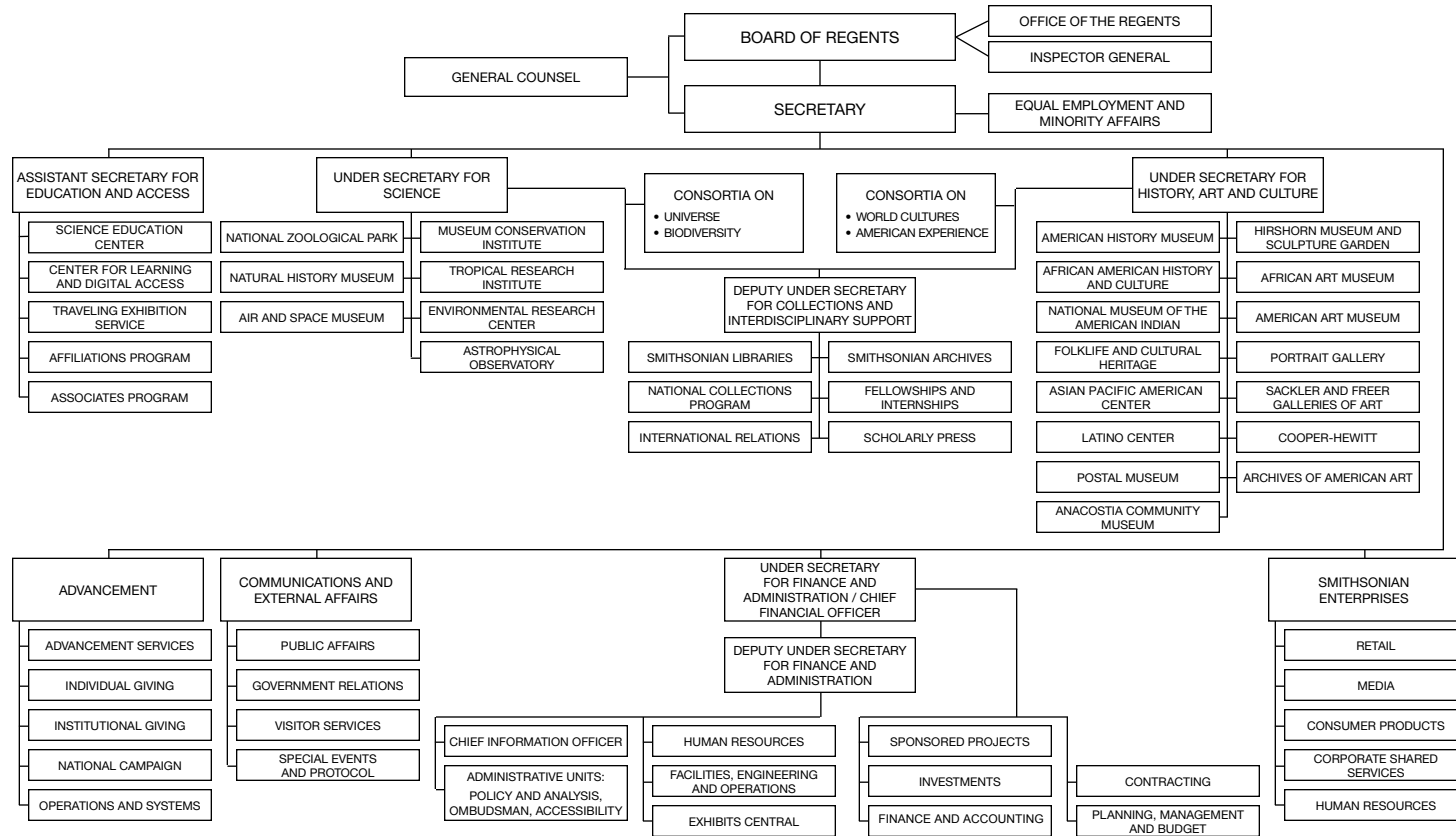 BOARD OF REGENTS
OFFICE OF THE REGENTS
INSPECTOR GENERAL
GENERAL COUNSEL
SECRETARY
EQUAL EMPLOYMENT AND
MINORITY AFFAIRS
ASSISTANT SECRETARY FOR
EDUCATION AND ACCESS
SCIENCE EDUCATION
CENTER
CENTER FOR LEARNING
AND DIGITAL ACCESS
TRAVELING EXHIBITION
SERVICE
AFFILIATIONS PROGRAM
ASSOCIATES PROGRAM
UNDER SECRETARY FOR
SCIENCE
NATIONAL ZOOLOGICAL PARK
NATURAL HISTORY MUSEUM
AIR AND SPACE MUSEUM
MUSEUM CONSERVATION
INSTITUTE
TROPICAL RESEARCH
INSTITUTE
ENVIRONMENTAL RESEARCH
CENTER
ASTROPHYSICAL
OBSERVATORY
CONSORTIA ON
• UNIVERSE
• BIODIVERSITY
CONSORTIA ON
• WORLD CULTURES
• AMERICAN EXPERIENCE
DEPUTY UNDER SECRETARY
FOR COLLECTIONS AND
INTERDISCIPLINARY SUPPORT
SMITHSONIAN LIBRARIES
NATIONAL COLLECTIONS
PROGRAM
INTERNATIONAL RELATIONS
SMITHSONIAN ARCHIVES
FELLOWSHIPS AND
INTERNSHIPS
SCHOLARLY PRESS
UNDER SECRETARY FOR
HISTORY, ART AND CULTURE
AMERICAN HISTORY MUSEUM
AFRICAN AMERICAN HISTORY
AND CULTURE
NATIONAL MUSEUM OF THE
AMERICAN INDIAN
FOLKLIFE AND CULTURAL
HERITAGE
ASIAN PACIFIC AMERICAN
CENTER
LATINO CENTER
POSTAL MUSEUM
ANACOSTIA COMMUNITY
MUSEUM
HIRSHORN MUSEUM AND
SCULPTURE GARDEN
AFRICAN ART MUSEUM
AMERICAN ART MUSEUM
PORTRAIT GALLERY
SACKLER AND FREER
GALLERIES OF ART
COOPER-HEWITT
ARCHIVES OF AMERICAN ART
ADVANCEMENT
ADVANCEMENT SERVICES
INDIVIDUAL GIVING
INSTITUTIONAL GIVING
NATIONAL CAMPAIGN
OPERATIONS AND SYSTEMS
COMMUNICATIONS AND
EXTERNAL AFFAIRS
PUBLIC AFFAIRS
GOVERNMENT RELATIONS
VISITOR SERVICES
SPECIAL EVENTS
AND PROTOCOL
UNDER SECRETARY
FOR FINANCE AND
ADMINISTRATION / CHIEF
FINANCIAL OFFICER
DEPUTY UNDER SECRETARY
FOR FINANCE AND
ADMINISTRATION
CHIEF INFORMATION OFFICER
ADMINISTRATIVE UNITS:
POLICY AND ANALYSIS,
OMBUDSMAN, ACCESSIBILITY
HUMAN RESOURCES
FACILITIES, ENGINEERING
AND OPERATIONS
EXHIBITS CENTRAL
SPONSORED PROJECTS
INVESTMENTS
FINANCE AND ACCOUNTING
CONTRACTING
PLANNING, MANAGEMENT
AND BUDGET
SMITHSONIAN
ENTERPRISES
RETAIL
MEDIA
CONSUMER PRODUCTS
CORPORATE SHARED
SERVICES
HUMAN RESOURCES